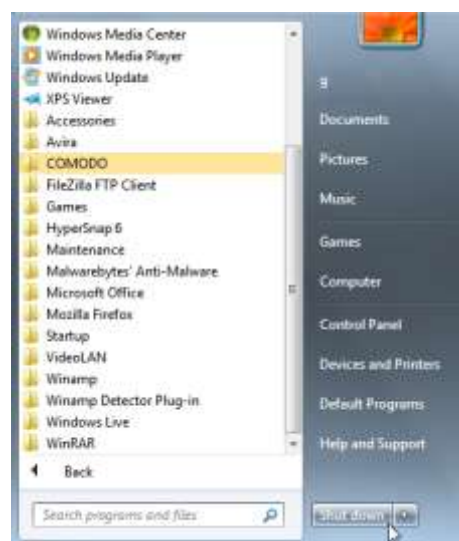 Windows Media Center
Windows Media Player
Windows Update
XPS Viewer
Accessories
Avira
COMODO
FileZilla FTP Client
Games
HyperSnap 6
Maintenance
Malwarebytes' Anti-Malware
Microsoft Office
Mozilla Firefox
Startup
VideoLAN
Winamp
Winamp Detector Plug-in
Windows Live
WinRAR
Back
Search programs and files
Documents
Pictures
Music
Games
Computer
Control Panel
Devices and Printers
Default Programs
Help and Support
Shut down